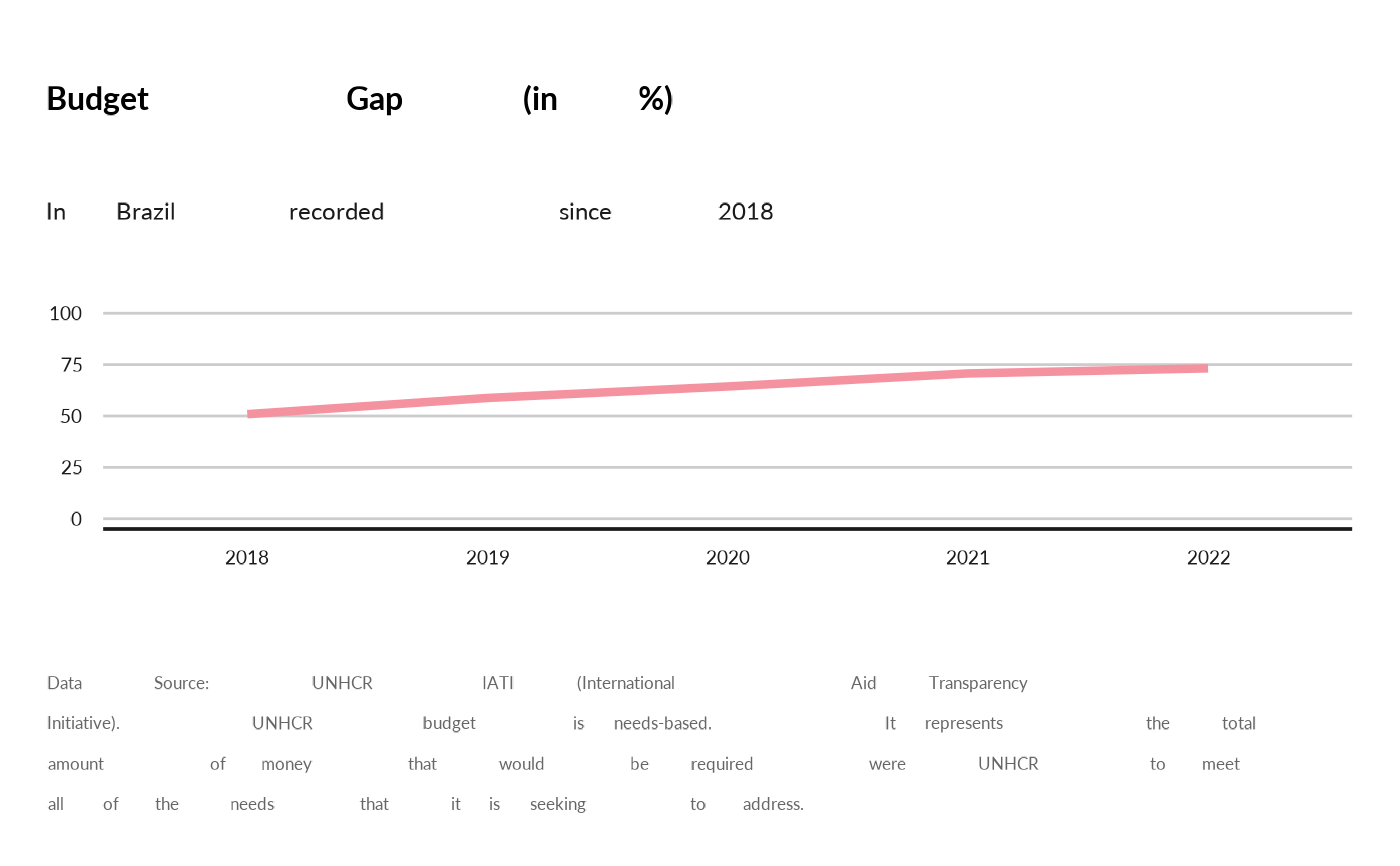 Budget Gap (in %)
In Brazil recorded since 2018
100
75
50
25
0
2018 2019 2020 2021 2022
Data Source: UNHCR IATI (International Aid Transparency
Initiative). UNHCR budget is needs-based. It represents the total
amount of money that would be required were UNHCR to meet
all of the needs that it is seeking to address.